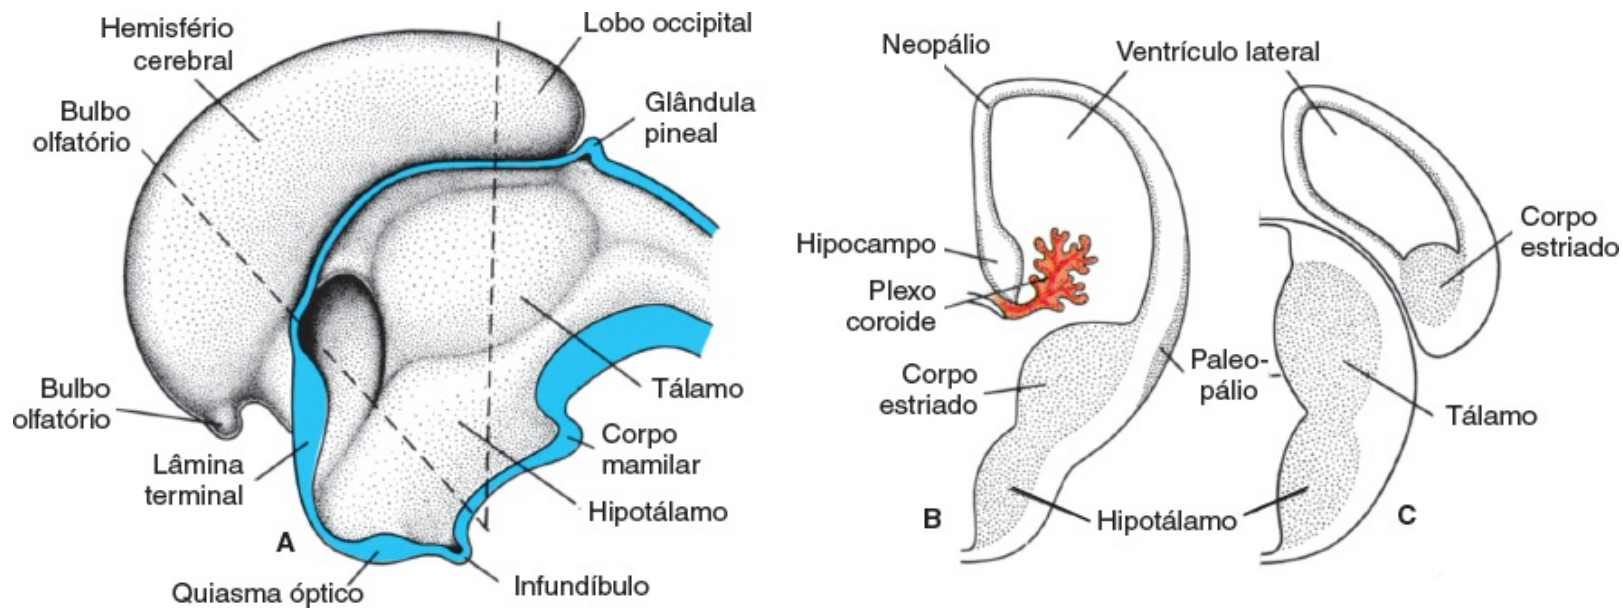 Hemisfério
cerebral
Lobo occipital
Bulbo
olfatório
Glândula
pineal
Bulbo
olfatório
Lâmina
terminal
Tálamo
Corpo
mamilar
Hipotálamo
A
Quiasma óptico
Infundíbulo
Neopálio
Ventrículo lateral
Hipocampo
Plexo
coroide
Corpo
estriado
Corpo
estriado
Paleo-
pálio
Tálamo
B
Hipotálamo
C